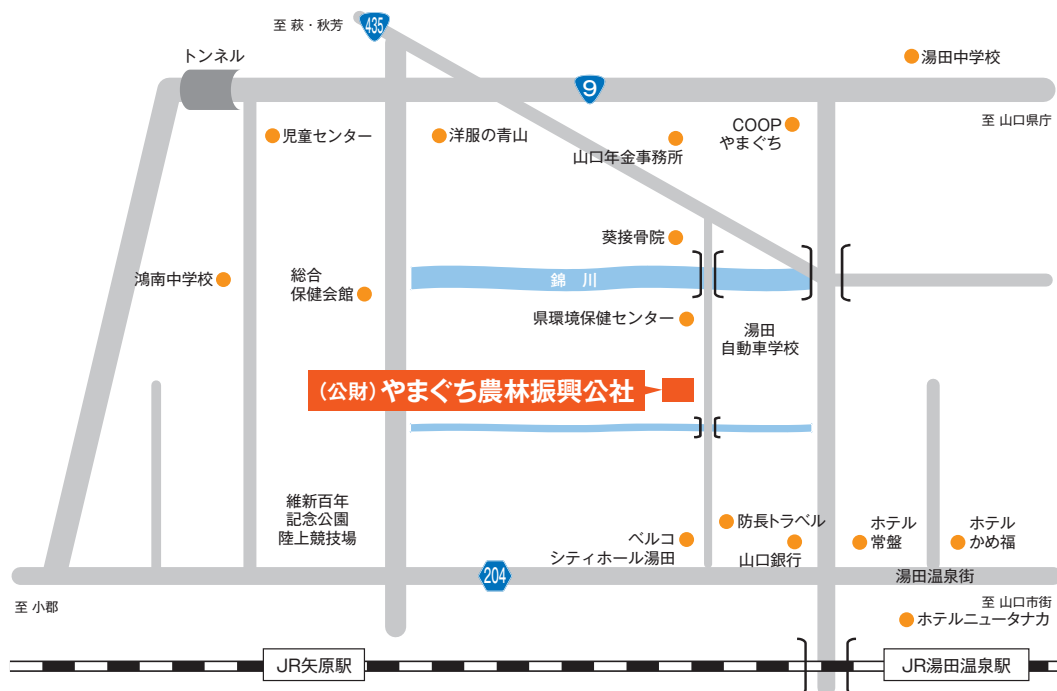 至 萩・秋芳
435
トンネル
湯田中学校
9
至 山口県庁
児童センター
洋服の青山
COOP
やまぐち
山口年金事務所
葵接骨院
鴻南中学校
総合
保健会館
錦 川
県環境保健センター
湯田
自動車学校
(公財)やまぐち農林振興公社
維新百年
記念公園
陸上競技場
防長トラベル
ベルコ
シティホール湯田
山口銀行
ホテル
常盤
ホテル
かめ福
204
湯田温泉街
至 小郡
至 山口市街
ホテルニュータナカ
JR矢原駅
JR湯田温泉駅